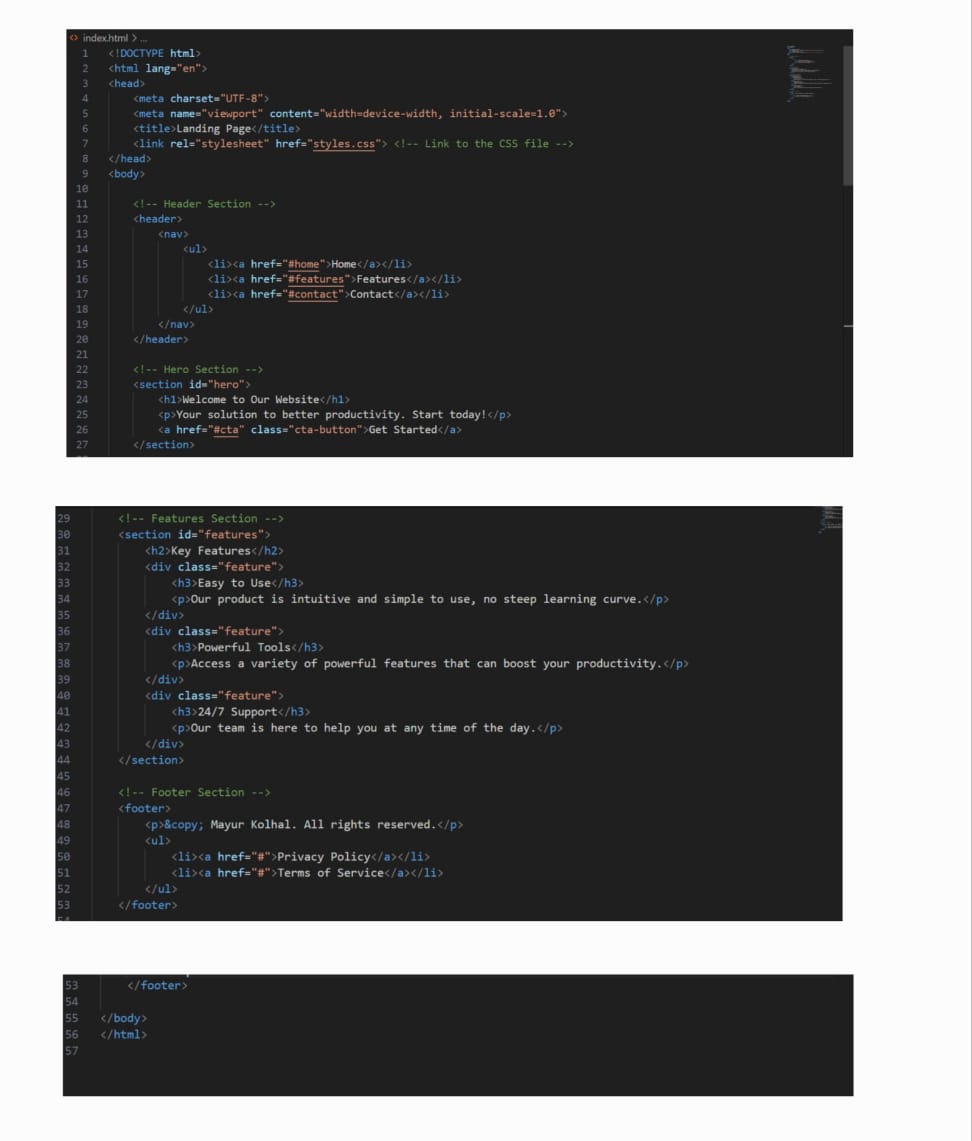 index.html > ...
1 <!DOCTYPE html>
2 <html lang="en">
3 <head>
4     <meta charset="UTF-8">
5     <meta name="viewport" content="width=device-width, initial-scale=1.0">
6     <title>Landing Page</title>
7     <link rel="stylesheet" href="styles.css"> <!-- Link to the CSS file -->
8 </head>
9 <body>
10
11     <!-- Header Section -->
12     <header>
13         <nav>
14             <ul>
15                 <li><a href="#home">Home</a></li>
16                 <li><a href="#features">Features</a></li>
17                 <li><a href="#contact">Contact</a></li>
18             </ul>
19         </nav>
20     </header>
21
22     <!-- Hero Section -->
23     <section id="hero">
24         <h1>Welcome to Our Website</h1>
25         <p>Your solution to better productivity. Start today!</p>
26         <a href="#cta" class="cta-button">Get Started</a>
27     </section>
29     <!-- Features Section -->
30     <section id="features">
31         <h2>Key Features</h2>
32         <div class="feature">
33             <h3>Easy to Use</h3>
34             <p>Our product is intuitive and simple to use, no steep learning curve.</p>
35         </div>
36         <div class="feature">
37             <h3>Powerful Tools</h3>
38             <p>Access a variety of powerful features that can boost your productivity.</p>
39         </div>
40         <div class="feature">
41             <h3>24/7 Support</h3>
42             <p>Our team is here to help you at any time of the day.</p>
43         </div>
44     </section>
45
46     <!-- Footer Section -->
47     <footer>
48         <p>&copy; Mayur Kolhal. All rights reserved.</p>
49         <ul>
50             <li><a href="#">Privacy Policy</a></li>
51             <li><a href="#">Terms of Service</a></li>
52         </ul>
53     </footer>
53     </footer>
54
55 </body>
56 </html>
57